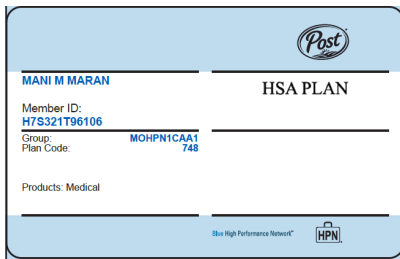 Post
MANI M MARAN
HSA PLAN
Member ID:
H7S321T96106
Group: MOHPN1CAA1
Plan Code: 748
Products: Medical
Blue High Performance Network℠
HPN